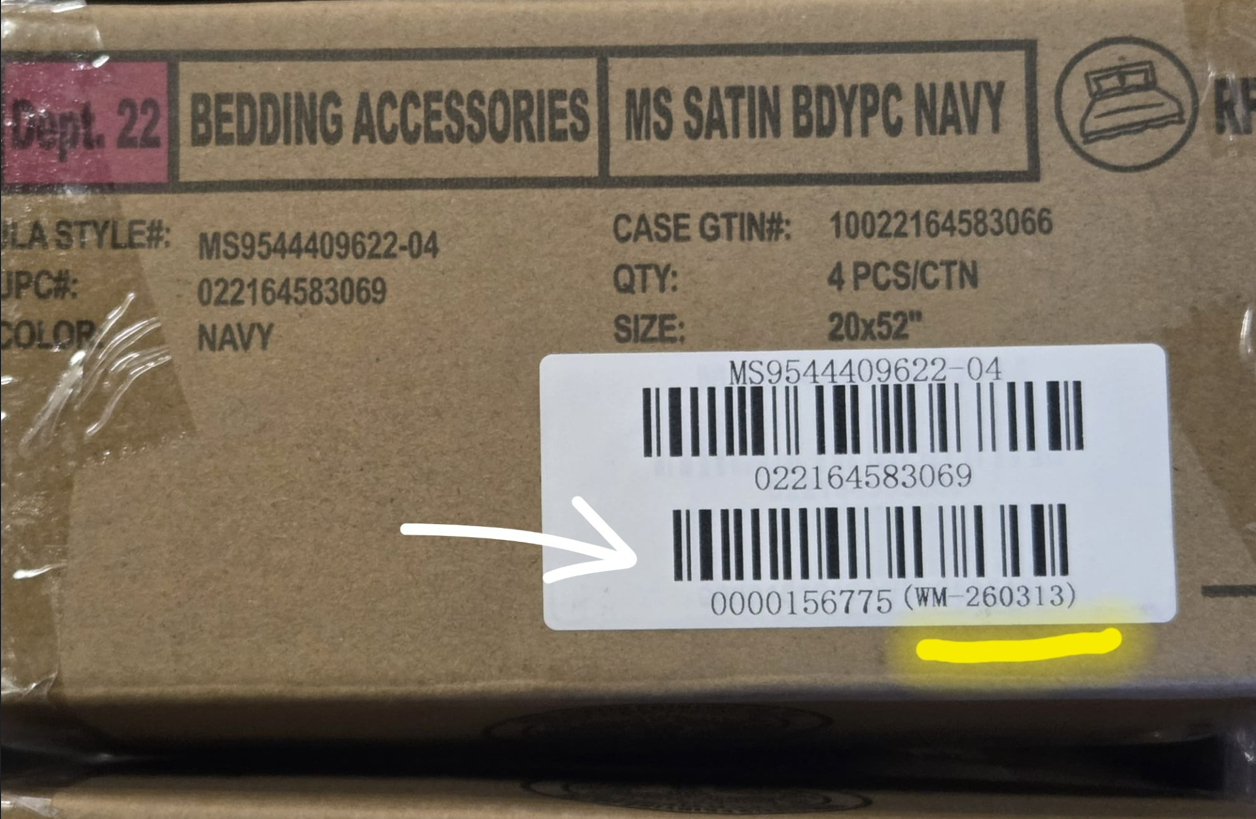 Dept. 22 BEDDING ACCESSORIES MS SATIN BDYPC NAVY
STYLE#: MS9544409622-04 CASE GTIN#: 10022164583066
UPC#: 022164583069 QTY: 4 PCS/CTN
COLOR: NAVY SIZE: 20x52"
MS9544409622-04
022164583069
0000156775 (WM-260313)